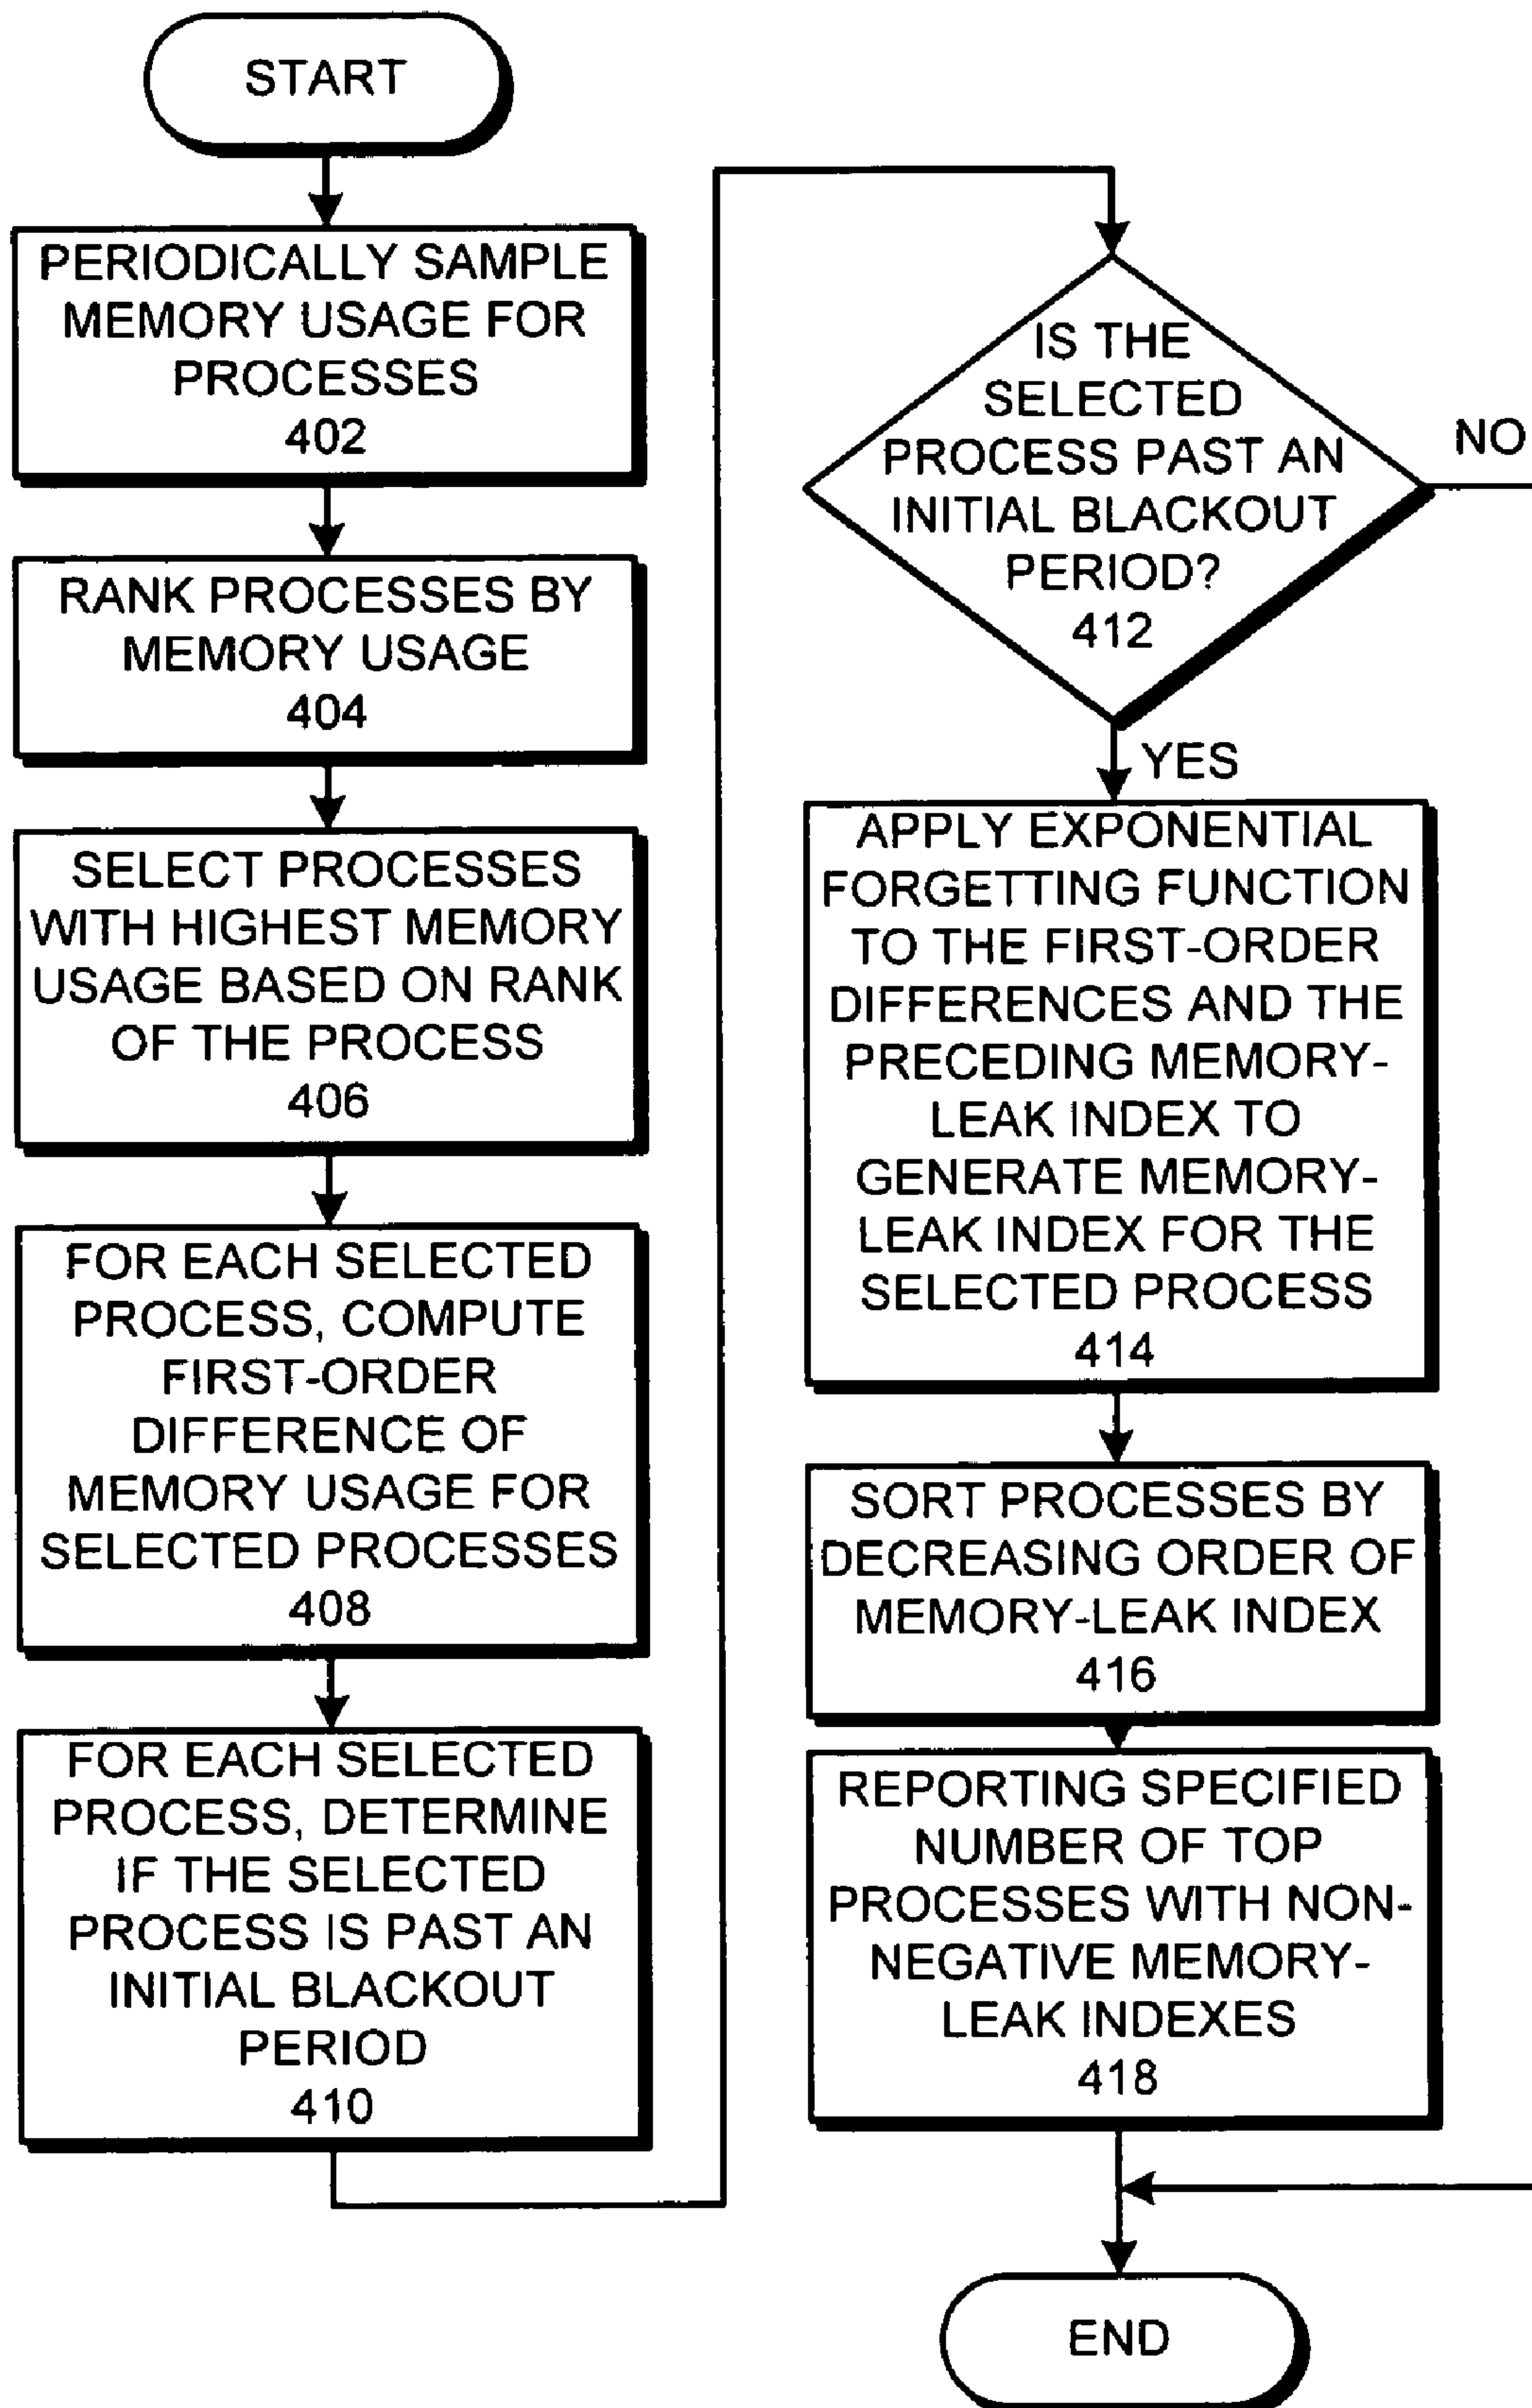 START
PERIODICALLY SAMPLE
MEMORY USAGE FOR
PROCESSES
402
RANK PROCESSES BY
MEMORY USAGE
404
SELECT PROCESSES
WITH HIGHEST MEMORY
USAGE BASED ON RANK
OF THE PROCESS
406
FOR EACH SELECTED
PROCESS, COMPUTE
FIRST-ORDER
DIFFERENCE OF
MEMORY USAGE FOR
SELECTED PROCESSES
408
FOR EACH SELECTED
PROCESS, DETERMINE
IF THE SELECTED
PROCESS IS PAST AN
INITIAL BLACKOUT
PERIOD
410
IS THE
SELECTED
PROCESS PAST AN
INITIAL BLACKOUT
PERIOD?
412
NO
YES
APPLY EXPONENTIAL
FORGETTING FUNCTION
TO THE FIRST-ORDER
DIFFERENCES AND THE
PRECEDING MEMORY-
LEAK INDEX TO
GENERATE MEMORY-
LEAK INDEX FOR THE
SELECTED PROCESS
414
SORT PROCESSES BY
DECREASING ORDER OF
MEMORY-LEAK INDEX
416
REPORTING SPECIFIED
NUMBER OF TOP
PROCESSES WITH NON-
NEGATIVE MEMORY-
LEAK INDEXES
418
END